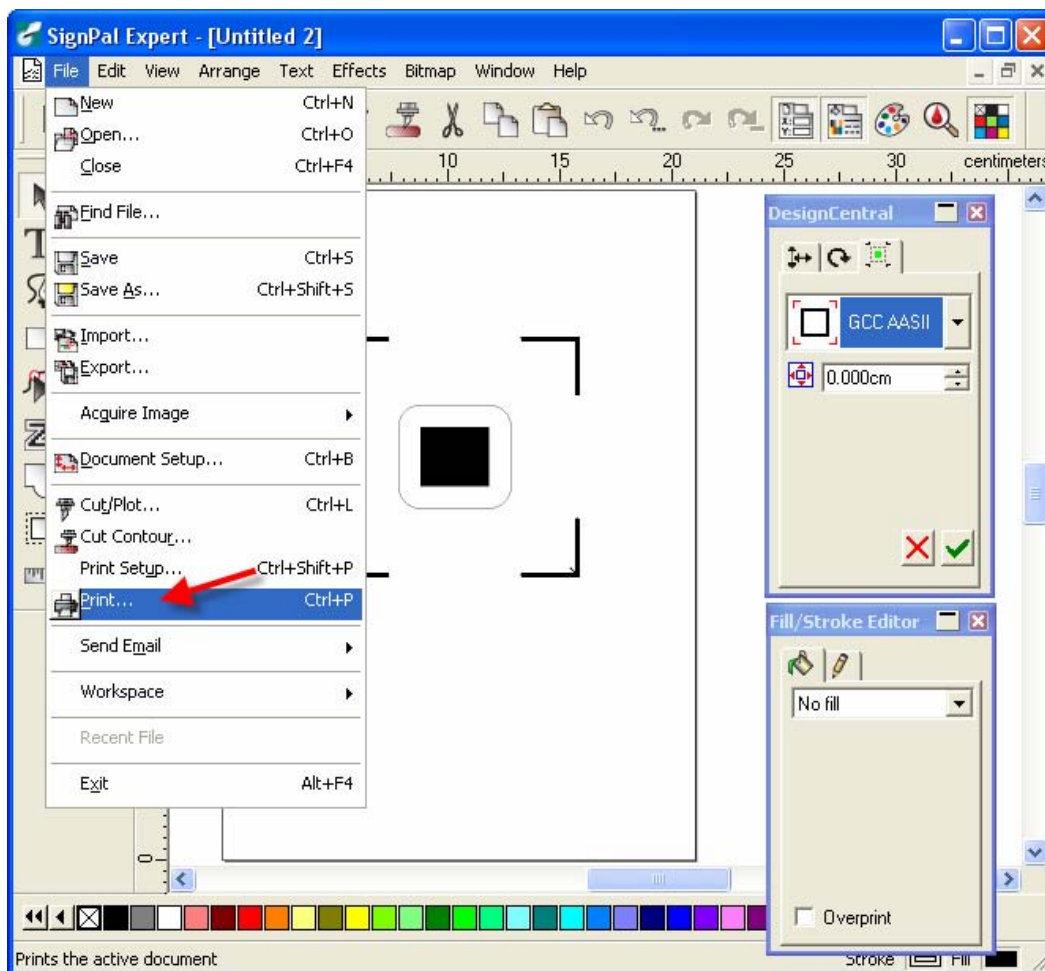 SignPal Expert - [Untitled 2]
File Edit View Arrange Text Effects Bitmap Window Help
New Ctrl+N
Open... Ctrl+O
Close Ctrl+F4
Find File...
Save Ctrl+S
Save As... Ctrl+Shift+S
Import...
Export...
Acquire Image
Document Setup... Ctrl+B
Cut/Plot... Ctrl+L
Cut Contour...
Print Setup... Ctrl+Shift+P
Print... Ctrl+P
Send Email
Workspace
Recent File
Exit Alt+F4
10 15 20 25 30 centimeters
DesignCentral
GCC AASII
0.000cm
Fill/Stroke Editor
No fill
Overprint
0
Prints the active document
Stroke Fill